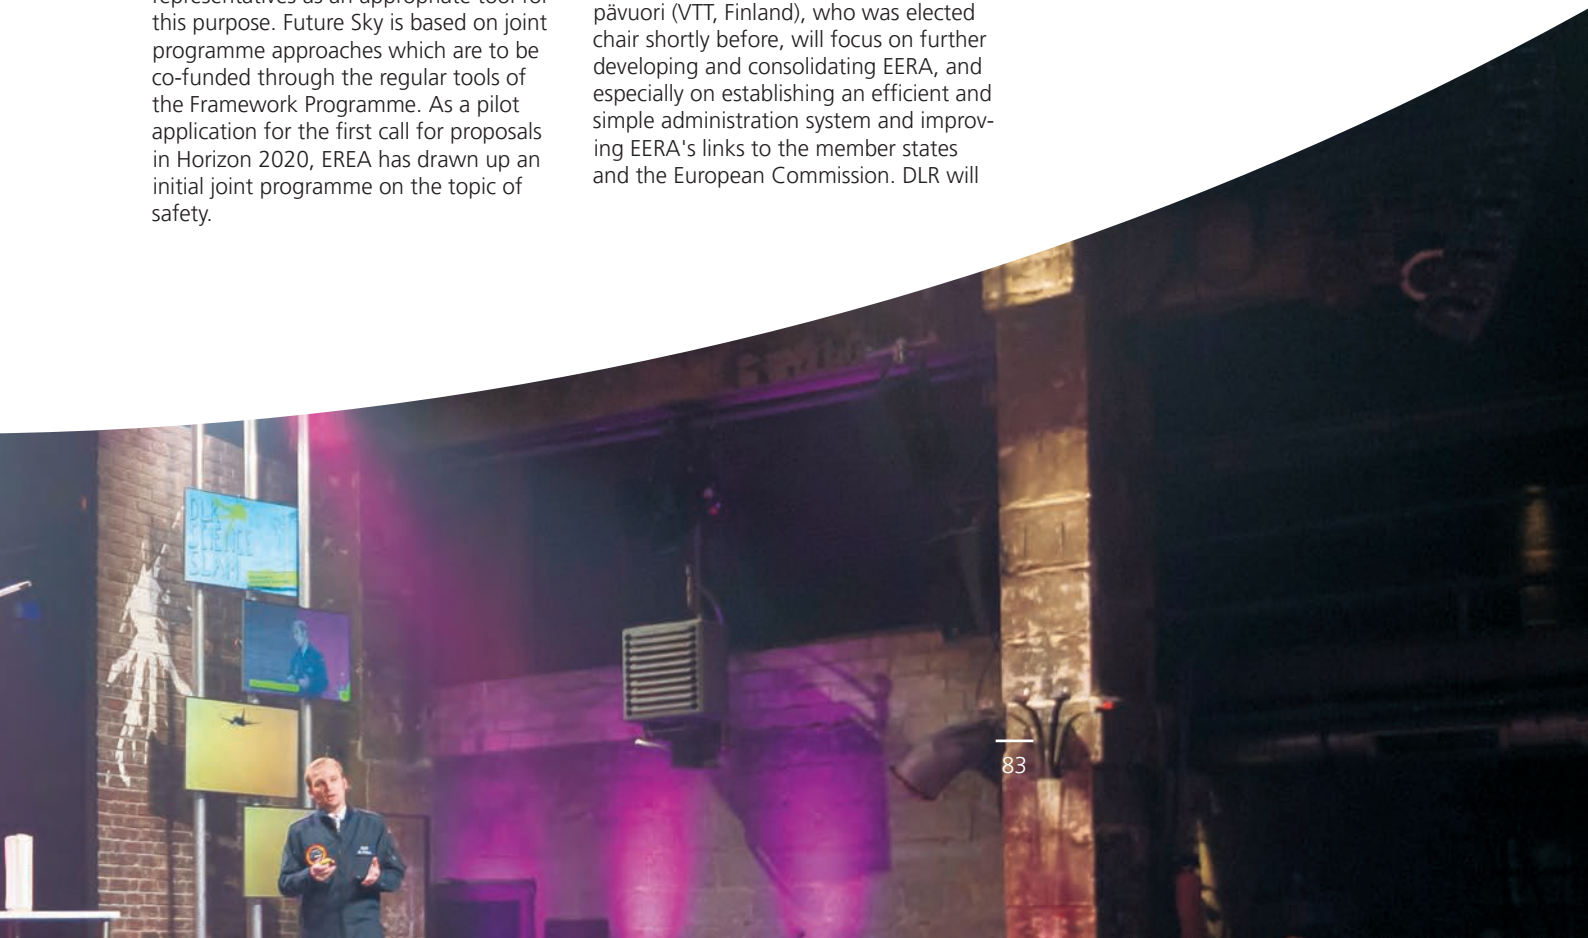 representatives as an appropriate tool for
this purpose. Future Sky is based on joint
programme approaches which are to be
co-funded through the regular tools of
the Framework Programme. As a pilot
application for the first call for proposals
in Horizon 2020, EREA has drawn up an
initial joint programme on the topic of
safety.
pävuori (VTT, Finland), who was elected
chair shortly before, will focus on further
developing and consolidating EERA, and
especially on establishing an efficient and
simple administration system and improv-
ing EERA's links to the member states
and the European Commission. DLR will
DLR
SCIENCE
SLAM
83